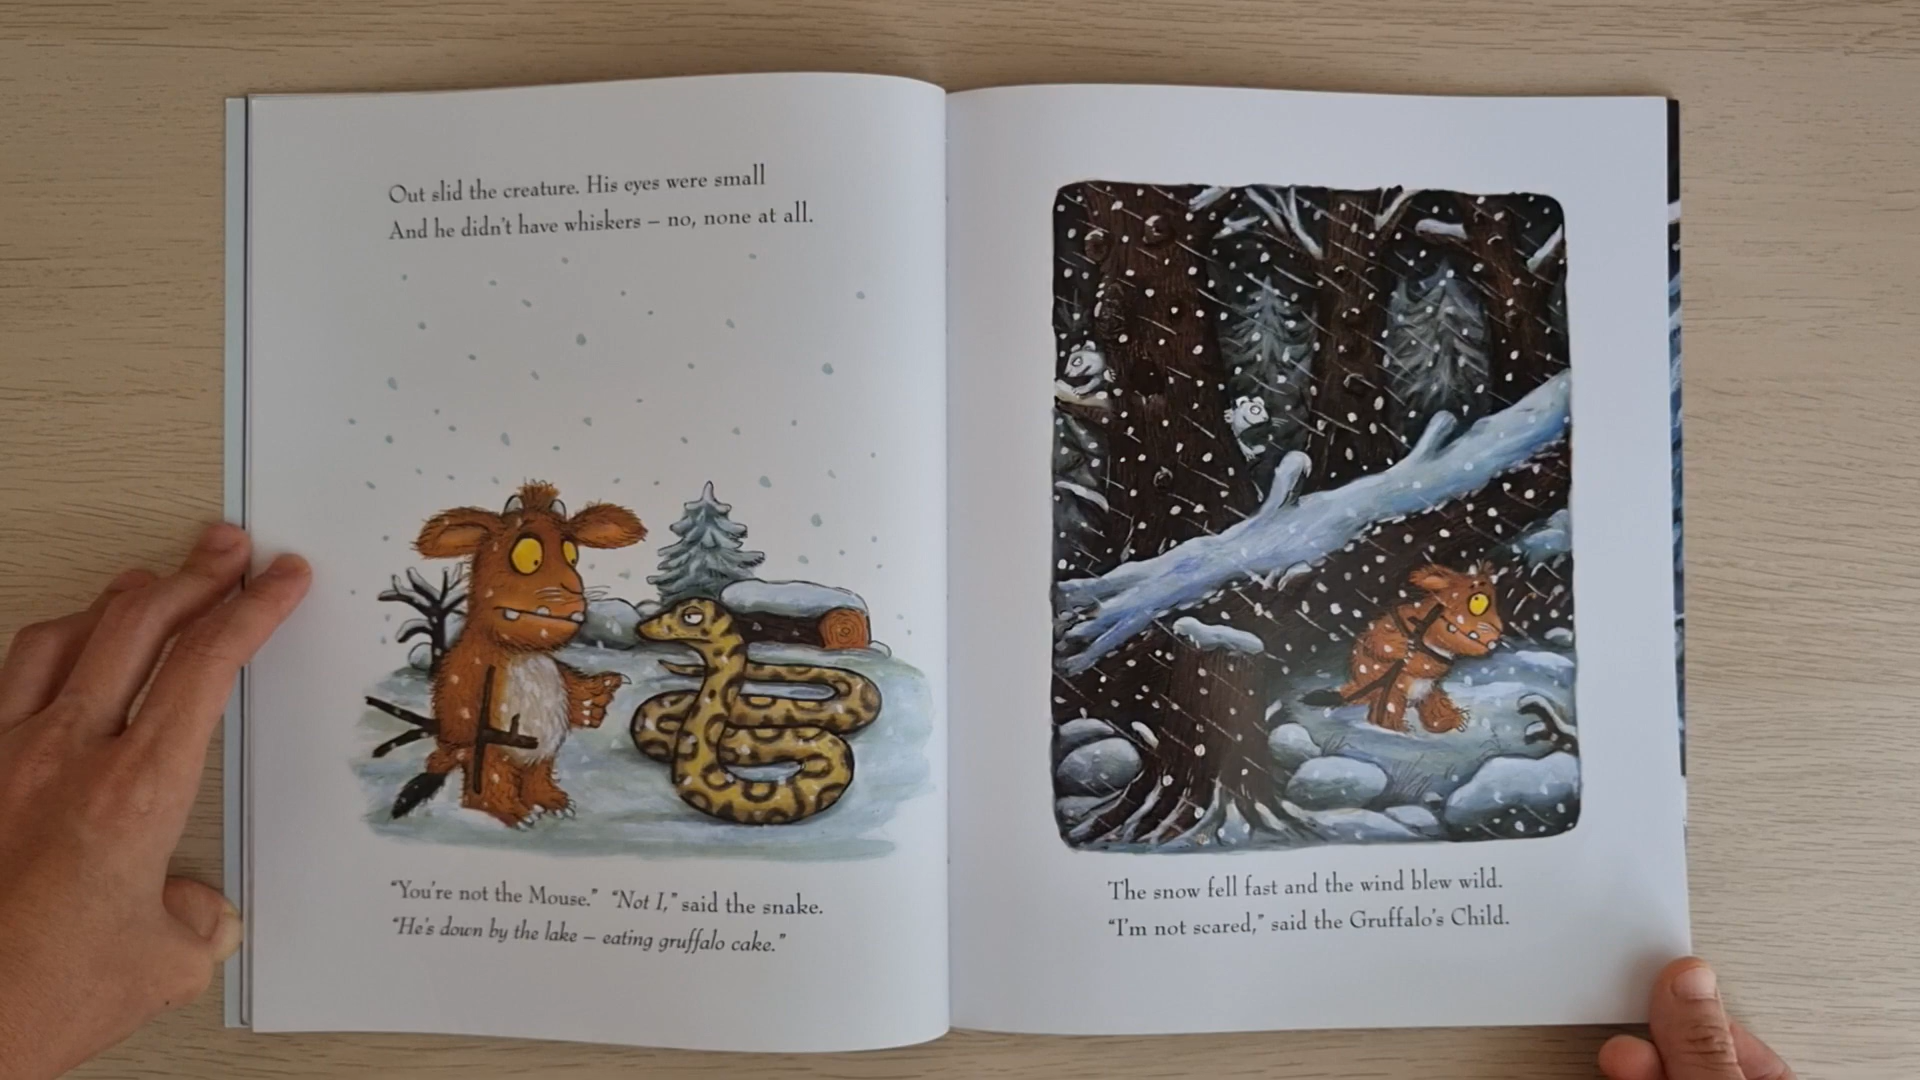 Out slid the creature. His eyes were small
And he didn't have whiskers – no, none at all.
"You're not the Mouse." "Not I," said the snake.
"He's down by the lake – eating gruffalo cake."
The snow fell fast and the wind blew wild.
"I'm not scared," said the Gruffalo's Child.